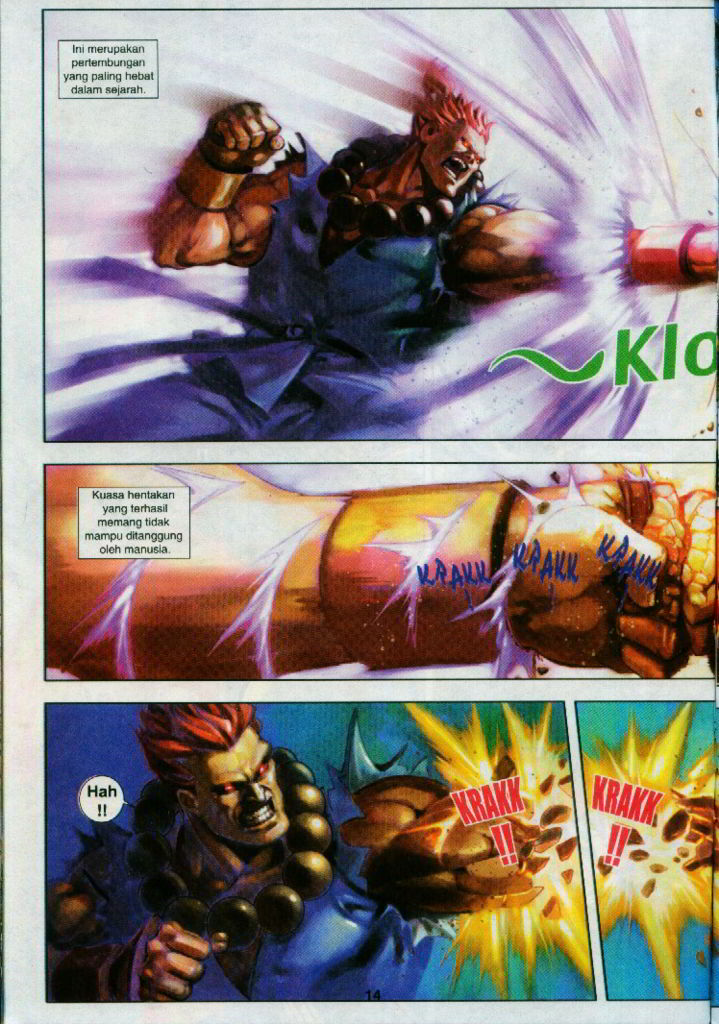 Ini merupakan
pertembungan
yang paling hebat
dalam sejarah.
~Klo
Kuasa hentakan
yang terhasil
memang tidak
mampu ditanggung
oleh manusia.
KRAKK
KRAKK
KRAKK
Hah
!!
KRAKK
!!
KRAKK
!!
14